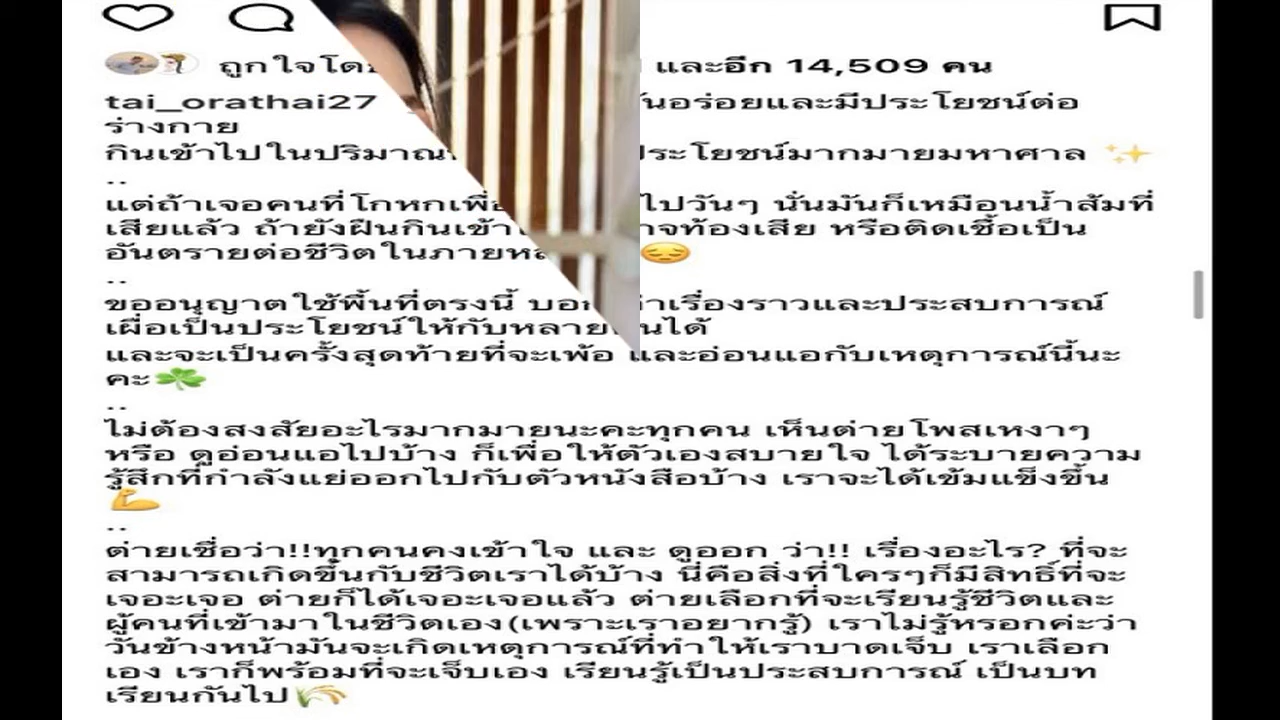 ถูกใจโดย และอีก 14,509 คน
tai_orathai27 อร่อยและมีประโยชน์ต่อ
ร่างกาย
กินเข้าไปในปริมาณ ประโยชน์มากมายมหาศาล ✨
..
แต่ถ้าเจอคนที่โกหกเพื่อ ไปวันๆ นั่นมันก็เหมือนน้ำส้มที่
เสียแล้ว ถ้ายังฝืนกินเข้า ท้องเสีย หรือติดเชื้อเป็น
อันตรายต่อชีวิตในภายหลัง 😔
..
ขออนุญาตใช้พื้นที่ตรงนี้ เรื่องราวและประสบการณ์
เผื่อเป็นประโยชน์ให้กับหลายคนได้
และจะเป็นครั้งสุดท้ายที่จะเพ้อ และอ่อนแอกับเหตุการณ์นี้นะ
คะ☘️
..
ไม่ต้องสงสัยอะไรมากมายนะคะทุกคน เห็นต่ายโพสเหงาๆ
หรือ ดูอ่อนแอไปบ้าง ก็เพื่อให้ตัวเองสบายใจ ได้ระบายความ
รู้สึกที่กำลังแย่ออกไปกับตัวหนังสือบ้าง เราจะได้เข้มแข็งขึ้น
💪
..
ต่ายเชื่อว่า!!ทุกคนคงเข้าใจ และ ดูออก ว่า!! เรื่องอะไร? ที่จะ
สามารถเกิดขึ้นกับชีวิตเราได้บ้าง นี่คือสิ่งที่ใครๆก็มีสิทธิ์ที่จะ
เจอะเจอ ต่ายก็ได้เจอะเจอแล้ว ต่ายเลือกที่จะเรียนรู้ชีวิตและ
ผู้คนที่เข้ามาในชีวิตเอง(เพราะเราอยากรู้) เราไม่รู้หรอกค่ะว่า
วันข้างหน้ามันจะเกิดเหตุการณ์ที่ทำให้เราบาดเจ็บ เราเลือก
เอง เราก็พร้อมที่จะเจ็บเอง เรียนรู้เป็นประสบการณ์ เป็นบท
เรียนกันไป🌾